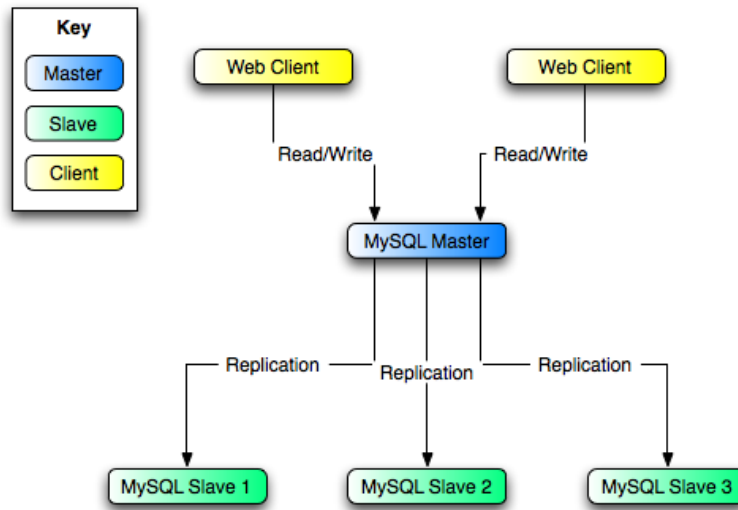 Key
Master
Slave
Client
Web Client
Web Client
Read/Write
Read/Write
MySQL Master
Replication
Replication
Replication
MySQL Slave 1
MySQL Slave 2
MySQL Slave 3